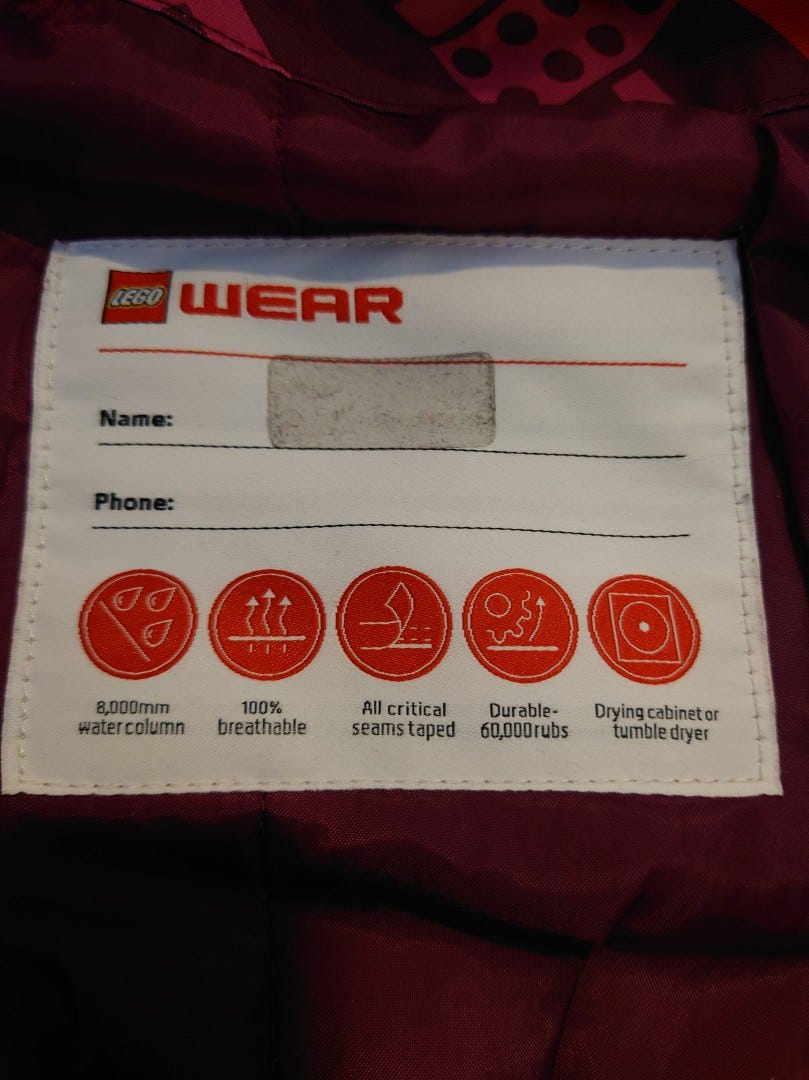 LEGO WEAR
Name:
Phone:
8,000mm
water column
100%
breathable
All critical
seams taped
Durable-
60,000 rubs
Drying cabinet or
tumble dryer